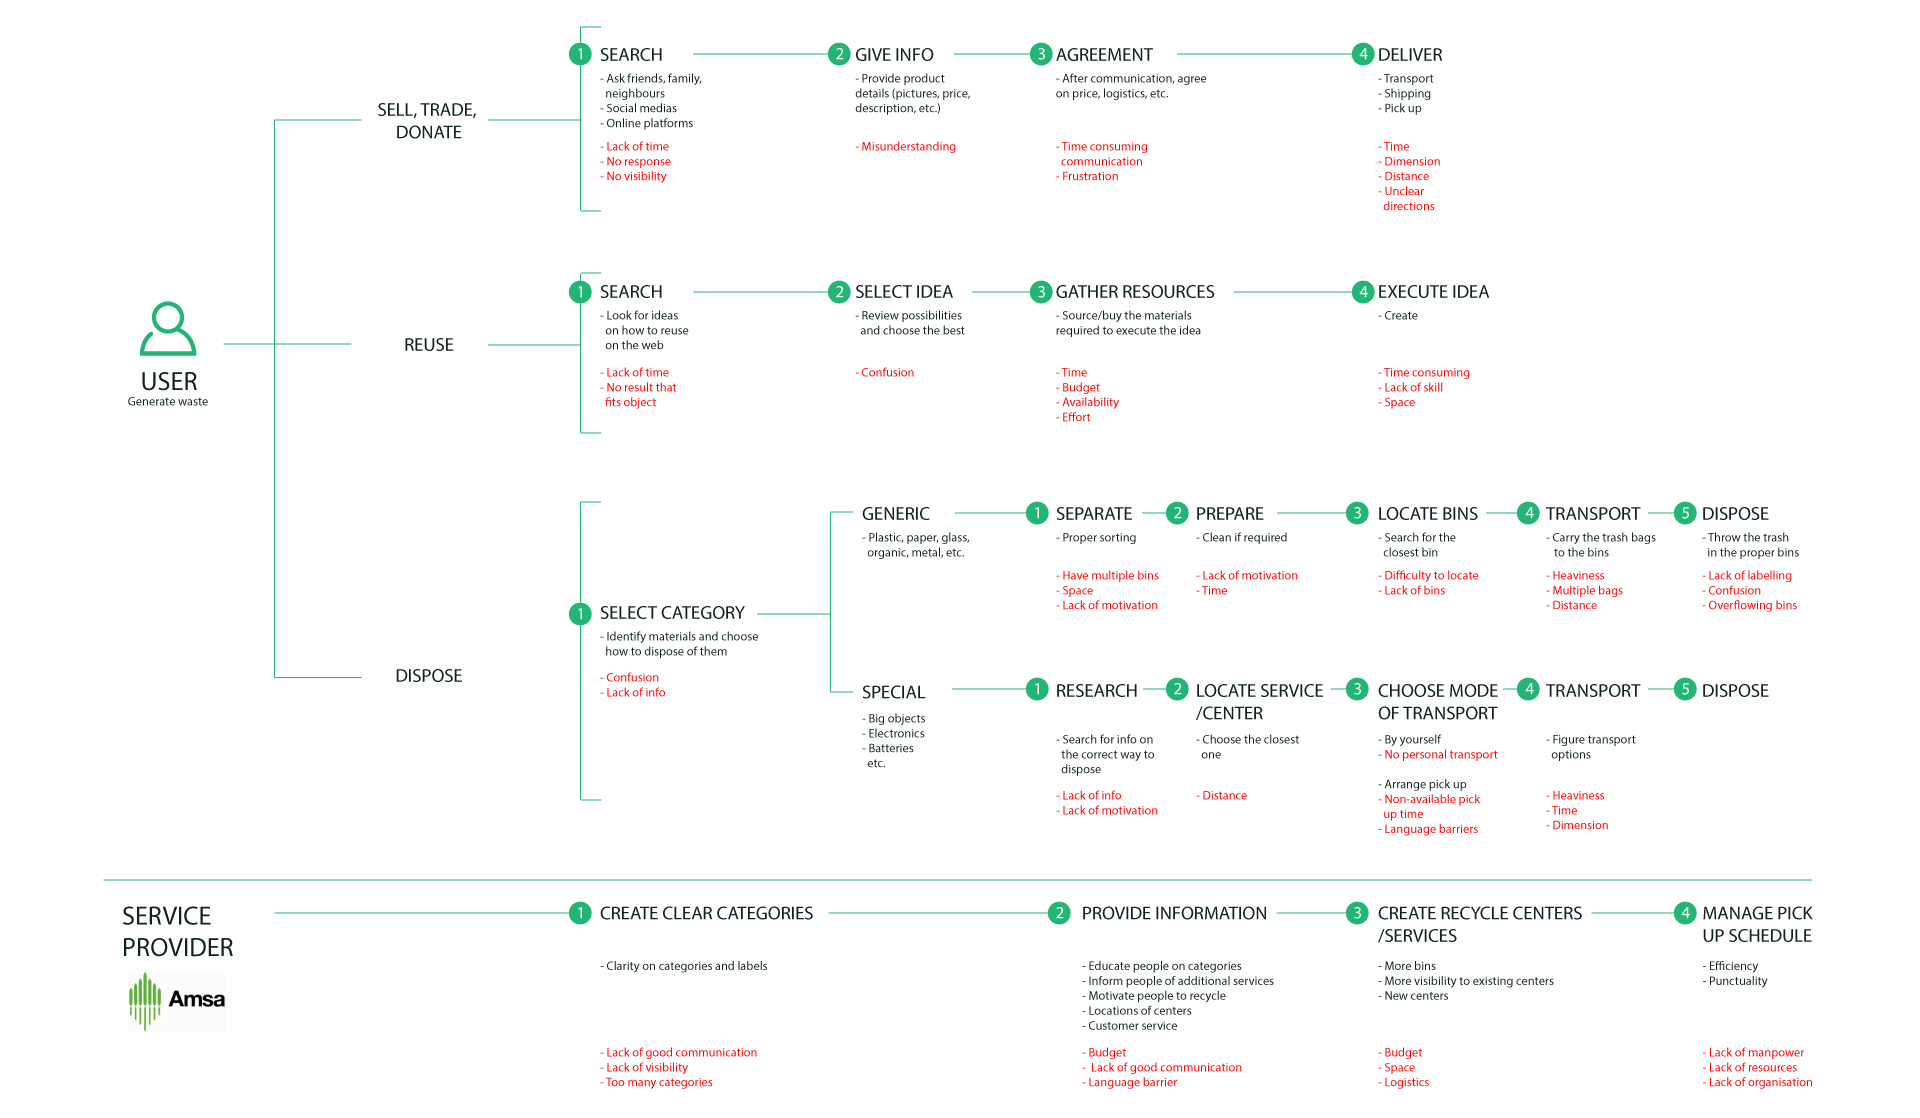 1 SEARCH
- Ask friends, family,
neighbours
- Social medias
- Online platforms
- Lack of time
- No response
- No visibility
2 GIVE INFO
- Provide product
details (pictures, price,
description, etc.)
- Misunderstanding
3 AGREEMENT
- After communication, agree
on price, logistics, etc.
- Time consuming
communication
- Frustration
4 DELIVER
- Transport
- Shipping
- Pick up
- Time
- Dimension
- Distance
- Unclear
directions
SELL, TRADE,
DONATE
USER
Generate waste
REUSE
1 SEARCH
- Look for ideas
on how to reuse
on the web
- Lack of time
- No result that
fits object
2 SELECT IDEA
- Review possibilities
and choose the best
- Confusion
3 GATHER RESOURCES
- Source/buy the materials
required to execute the idea
- Time
- Budget
- Availability
- Effort
4 EXECUTE IDEA
- Create
- Time consuming
- Lack of skill
- Space
DISPOSE
1 SELECT CATEGORY
- Identify materials and choose
how to dispose of them
- Confusion
- Lack of info
GENERIC
- Plastic, paper, glass,
organic, metal, etc.
1 SEPARATE
- Proper sorting
- Have multiple bins
- Space
- Lack of motivation
2 PREPARE
- Clean if required
- Lack of motivation
- Time
3 LOCATE BINS
- Search for the
closest bin
- Difficulty to locate
- Lack of bins
4 TRANSPORT
- Carry the trash bags
to the bins
- Heaviness
- Multiple bags
- Distance
5 DISPOSE
- Throw the trash
in the proper bins
- Lack of labelling
- Confusion
- Overflowing bins
SPECIAL
- Big objects
- Electronics
- Batteries
etc.
1 RESEARCH
- Search for info on
the correct way to
dispose
- Lack of info
- Lack of motivation
2 LOCATE SERVICE
/CENTER
- Choose the closest
one
- Distance
3 CHOOSE MODE
OF TRANSPORT
- By yourself
- No personal transport
- Arrange pick up
- Non-available pick
up time
- Language barriers
4 TRANSPORT
- Figure transport
options
- Heaviness
- Time
- Dimension
5 DISPOSE
SERVICE
PROVIDER
Amsa
1 CREATE CLEAR CATEGORIES
- Clarity on categories and labels
- Lack of good communication
- Lack of visibility
- Too many categories
2 PROVIDE INFORMATION
- Educate people on categories
- Inform people of additional services
- Motivate people to recycle
- Locations of centers
- Customer service
- Budget
- Lack of good communication
- Language barrier
3 CREATE RECYCLE CENTERS
/SERVICES
- More bins
- More visibility to existing centers
- New centers
- Budget
- Space
- Logistics
4 MANAGE PICK
UP SCHEDULE
- Efficiency
- Punctuality
- Lack of manpower
- Lack of resources
- Lack of organisation